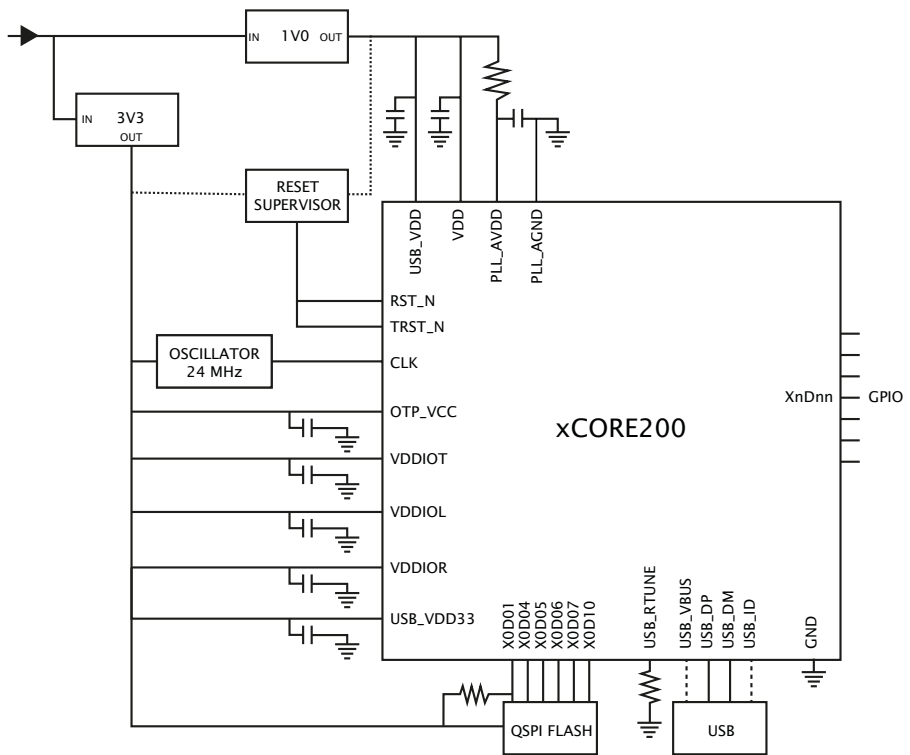 IN 1V0 OUT
IN 3V3
OUT
RESET
SUPERVISOR
USB_VDD
VDD
PLL_AVDD
PLL_AGND
RST_N
TRST_N
OSCILLATOR
24 MHz
CLK
OTP_VCC
VDDIOT
VDDIOL
VDDIOR
USB_VDD33
xCORE200
XnDnn
GPIO
X0D01
X0D04
X0D05
X0D06
X0D07
X0D10
USB_RTUNE
USB_VBUS
USB_DP
USB_DM
USB_ID
GND
QSPI FLASH
USB